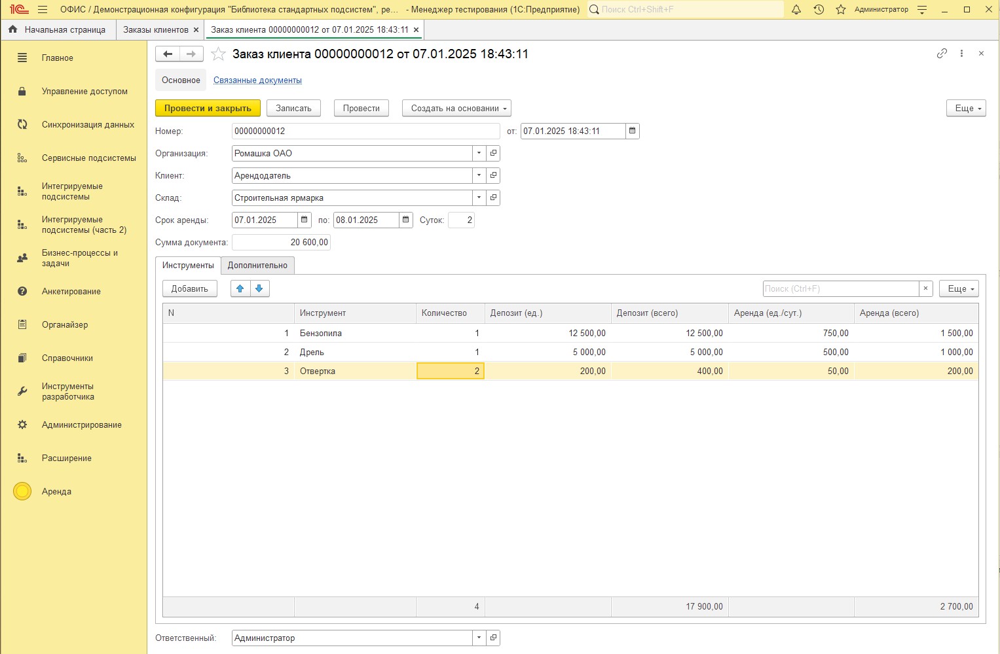 1С ОФИС / Демонстрационная конфигурация "Библиотека стандартных подсистем", ре... - Менеджер тестирования (1С:Предприятие) Поиск Ctrl+Shift+F Администратор
Начальная страница Заказы клиентов × Заказ клиента 00000000012 от 07.01.2025 18:43:11 ×
Главное
Управление доступом
Синхронизация данных
Сервисные подсистемы
Интегрируемые
подсистемы
Интегрируемые
подсистемы (часть 2)
Бизнес-процессы и
задачи
Анкетирование
Органайзер
Справочники
Инструменты
разработчика
Администрирование
Расширение
Аренда
Заказ клиента 00000000012 от 07.01.2025 18:43:11
Основное Связанные документы
Провести и закрыть Записать Провести Создать на основании Еще
Номер: 00000000012 от: 07.01.2025 18:43:11
Организация: Ромашка ОАО
Клиент: Арендодатель
Склад: Строительная ярмарка
Срок аренды: 07.01.2025 по: 08.01.2025 Суток: 2
Сумма документа: 20 600,00
Инструменты Дополнительно
Добавить Поиск (Ctrl+F) × Еще
N Инструмент Количество Депозит (ед.) Депозит (всего) Аренда (ед./сут.) Аренда (всего)
1 Бензопила 1 12 500,00 12 500,00 750,00 1 500,00
2 Дрель 1 5 000,00 5 000,00 500,00 1 000,00
3 Отвертка 2 200,00 400,00 50,00 200,00
4 17 900,00 2 700,00
Ответственный: Администратор